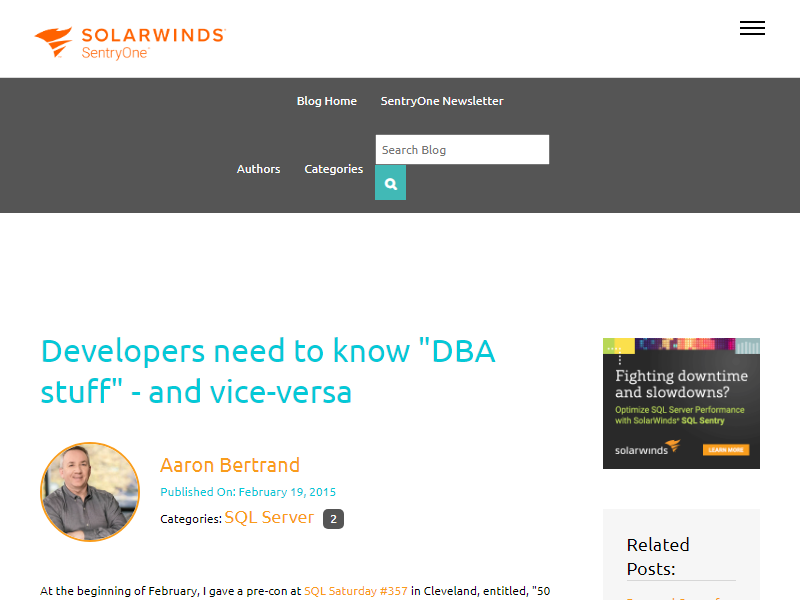 SOLARWINDS
SentryOne
Blog Home SentryOne Newsletter
Authors Categories Search Blog
Developers need to know "DBA
stuff" - and vice-versa
Aaron Bertrand
Published On: February 19, 2015
Categories: SQL Server 2
At the beginning of February, I gave a pre-con at SQL Saturday #357 in Cleveland, entitled, "50
Fighting downtime
and slowdowns?
Optimize SQL Server Performance
with SolarWinds® SQL Sentry
solarwinds
LEARN MORE
Related
Posts: